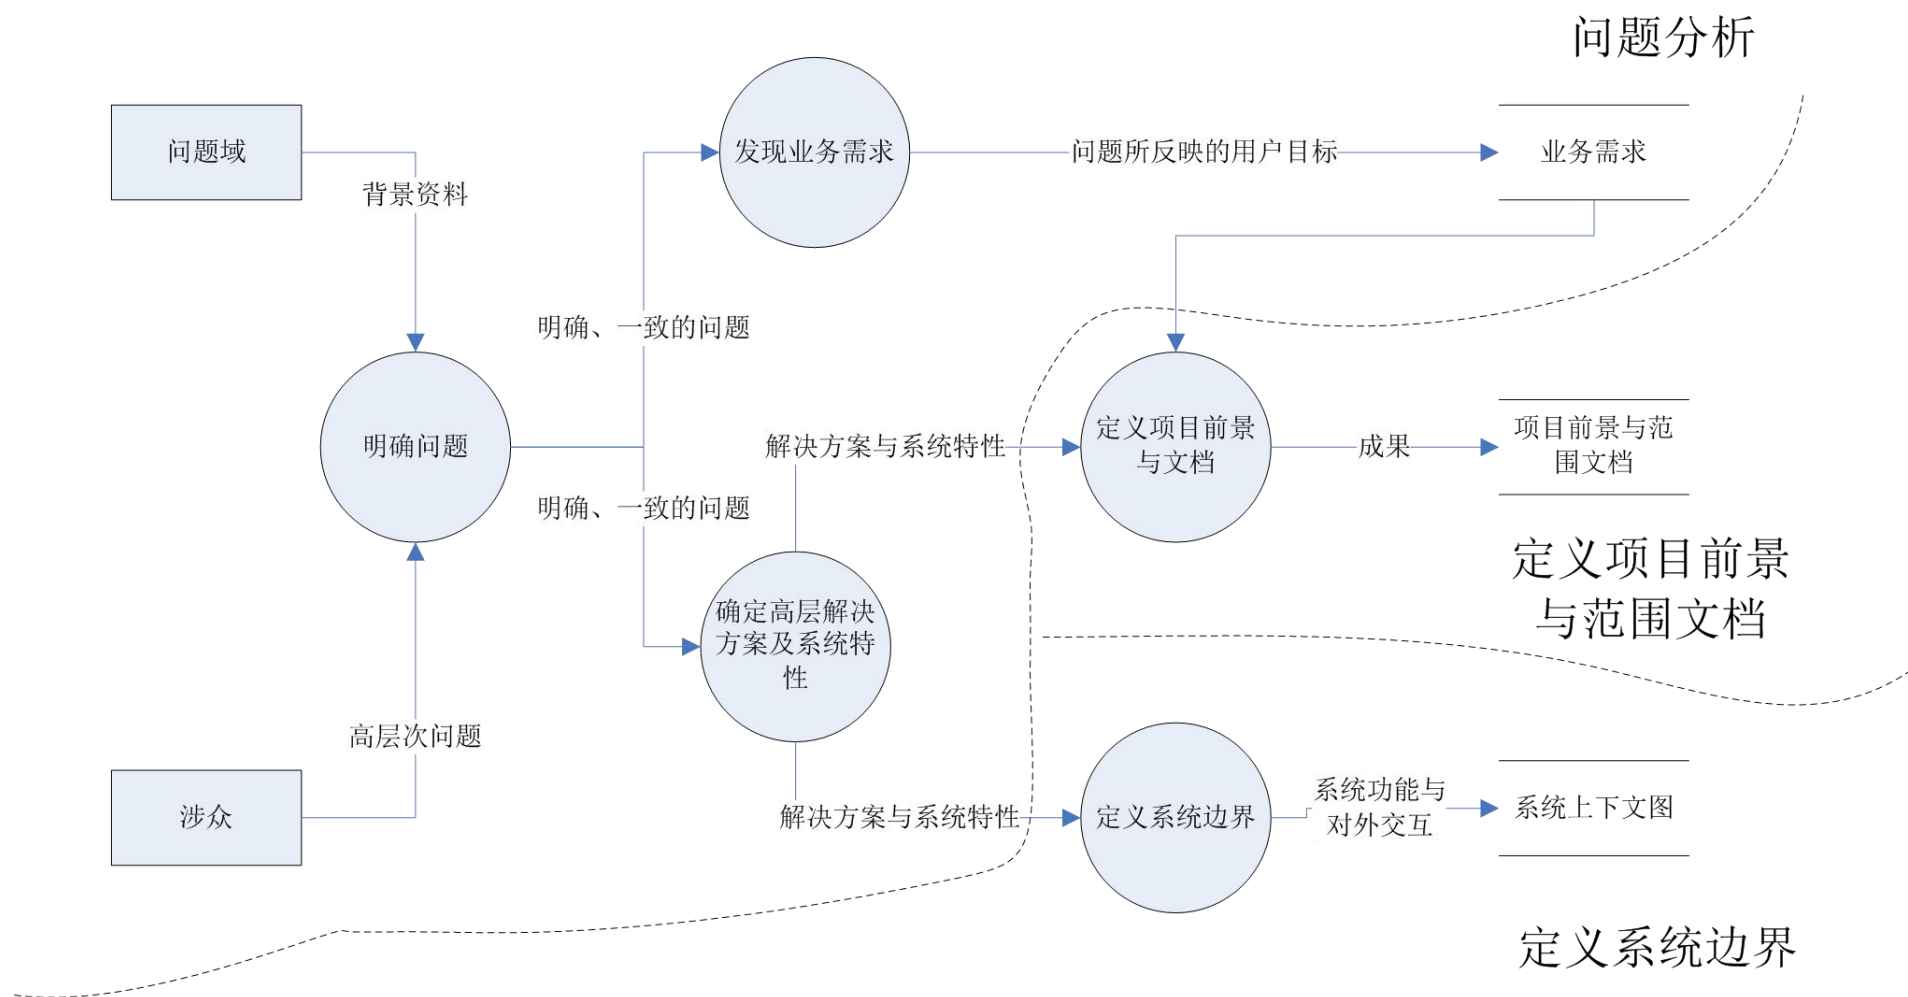 问题分析
问题域
背景资料
发现业务需求
问题所反映的用户目标
业务需求
明确、一致的问题
明确问题
明确、一致的问题
解决方案与系统特性
定义项目前景
与文档
成果
项目前景与范
围文档
定义项目前景
与范围文档
确定高层解决
方案及系统特
性
高层次问题
涉众
解决方案与系统特性
定义系统边界
系统功能与
对外交互
系统上下文图
定义系统边界